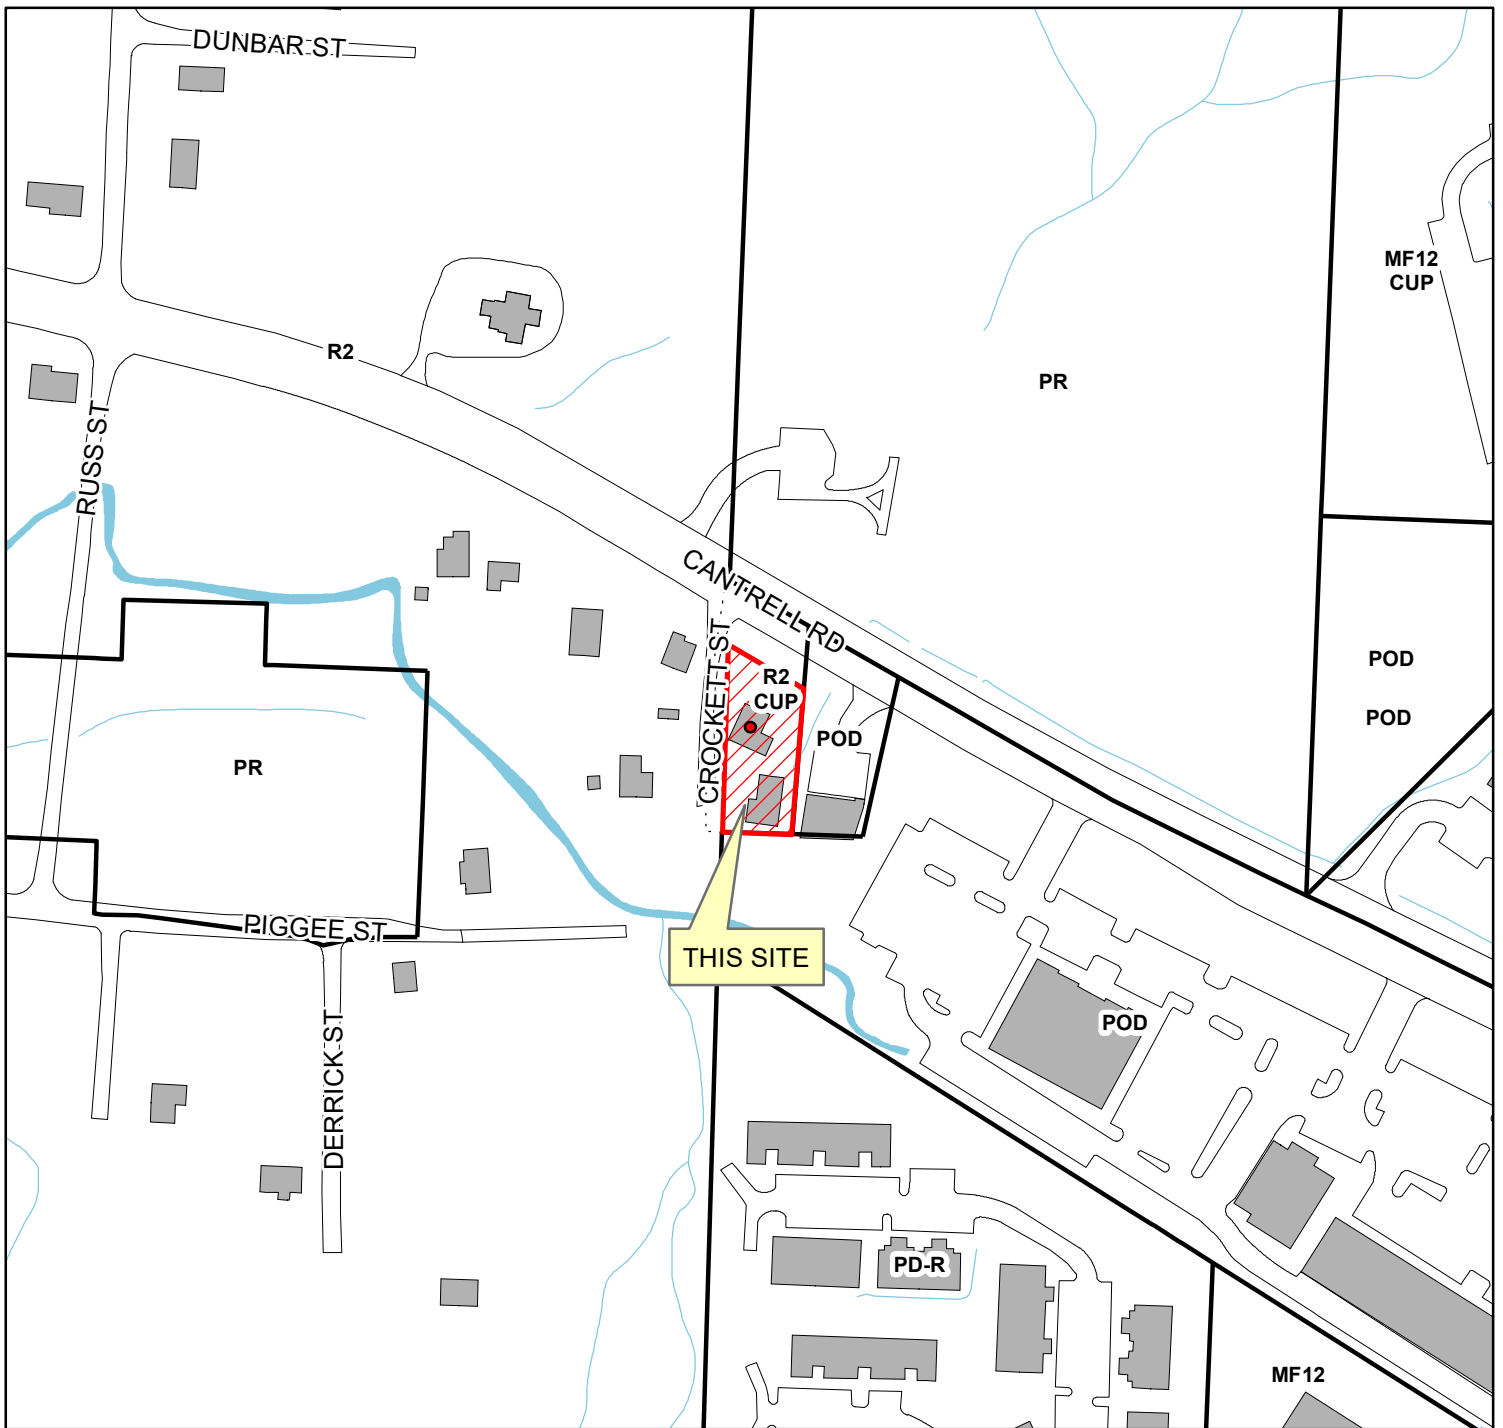 DUNBAR ST
MF12
CUP
R2
PR
RUSS ST
CANTRELL RD
CROCKETT ST
R2
CUP
POD
POD
POD
PR
PIGGEE ST
THIS SITE
POD
DERRICK ST
PD-R
MF12